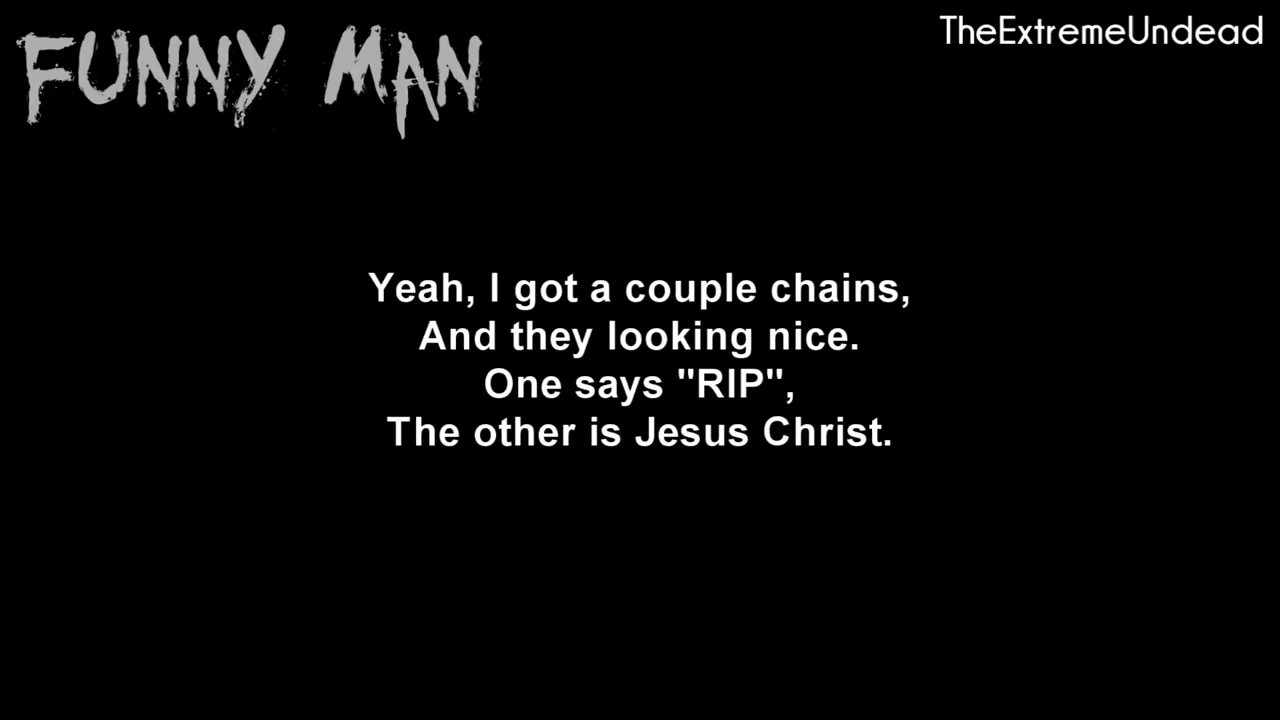 FUNNY MAN
TheExtremeUndead
Yeah, I got a couple chains,
And they looking nice.
One says "RIP",
The other is Jesus Christ.